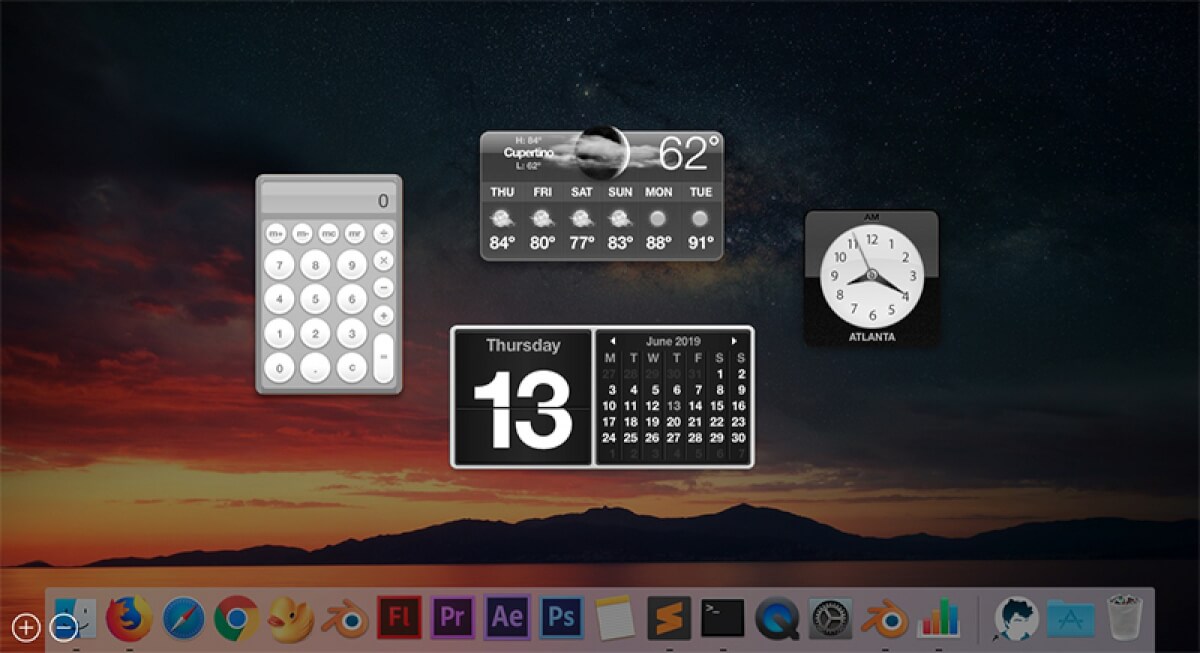 0
m+ m- mc mr ÷
7 8 9 ×
4 5 6 −
1 2 3 +
0 . c =
H: 84°
Cupertino
L: 62°
62°
THU FRI SAT SUN MON TUE
84° 80° 77° 83° 88° 91°
AM
12 1 2 3 4 5 6 7 8 9 10 11
ATLANTA
Thursday
13
June 2019
M T W T F S S
27 28 29 30 31 1 2
3 4 5 6 7 8 9
10 11 12 13 14 15 16
17 18 19 20 21 22 23
24 25 26 27 28 29 30
1 2 3 4 5 6 7
Fl Pr Ae Ps
>_